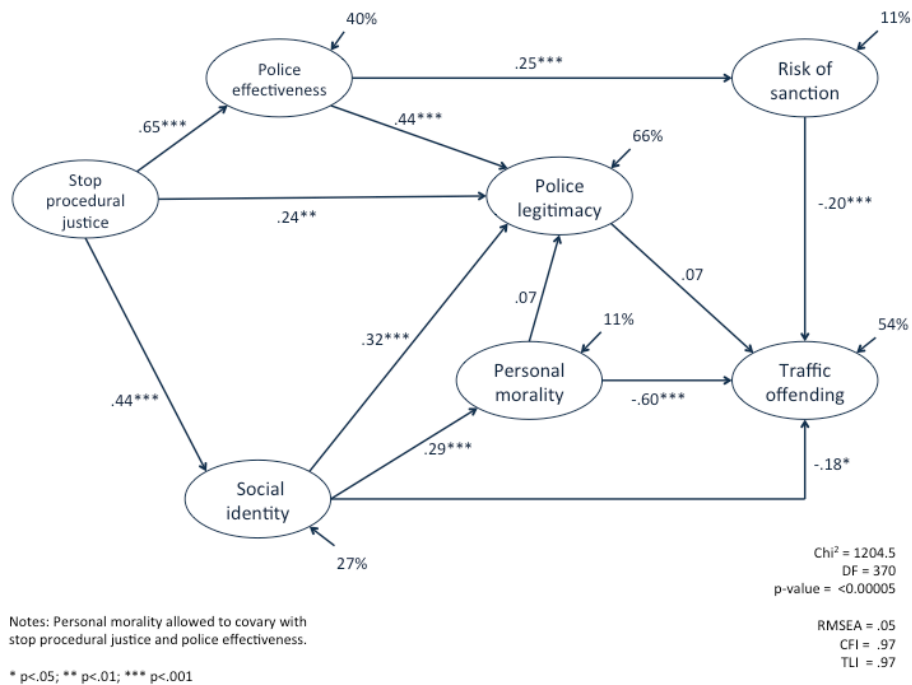 40%
11%
Police
effectiveness
.25***
Risk of
sanction
.65***
.44***
66%
Stop
procedural
justice
Police
legitimacy
-.20***
.24**
.07
.07
11%
54%
.32***
Personal
morality
Traffic
offending
.44***
-.60***
.29***
-.18*
Social
identity
27%
Chi² = 1204.5
DF = 370
p-value = <0.00005
Notes: Personal morality allowed to covary with
stop procedural justice and police effectiveness.
RMSEA = .05
CFI = .97
TLI = .97
* p<.05; ** p<.01; *** p<.001